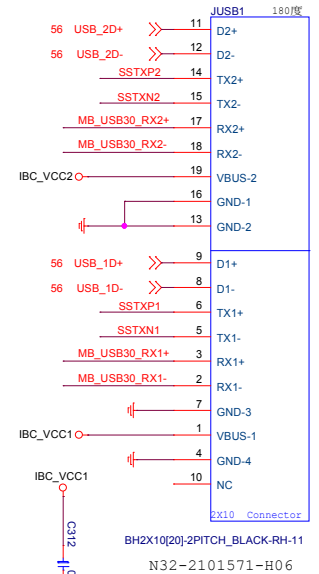 JUSB1 180度
56 USB_2D+ 11 D2+
56 USB_2D- 12 D2-
SSTXP2 14 TX2+
SSTXN2 15 TX2-
MB_USB30_RX2+ 17 RX2+
MB_USB30_RX2- 18 RX2-
IBC_VCC2 19 VBUS-2
16 GND-1
13 GND-2
56 USB_1D+ 9 D1+
56 USB_1D- 8 D1-
SSTXP1 6 TX1+
SSTXN1 5 TX1-
MB_USB30_RX1+ 3 RX1+
MB_USB30_RX1- 2 RX1-
7 GND-3
IBC_VCC1 1 VBUS-1
4 GND-4
10 NC
IBC_VCC1
2X10 Connector
C312
BH2X10[20]-2PITCH_BLACK-RH-11
N32-2101571-H06